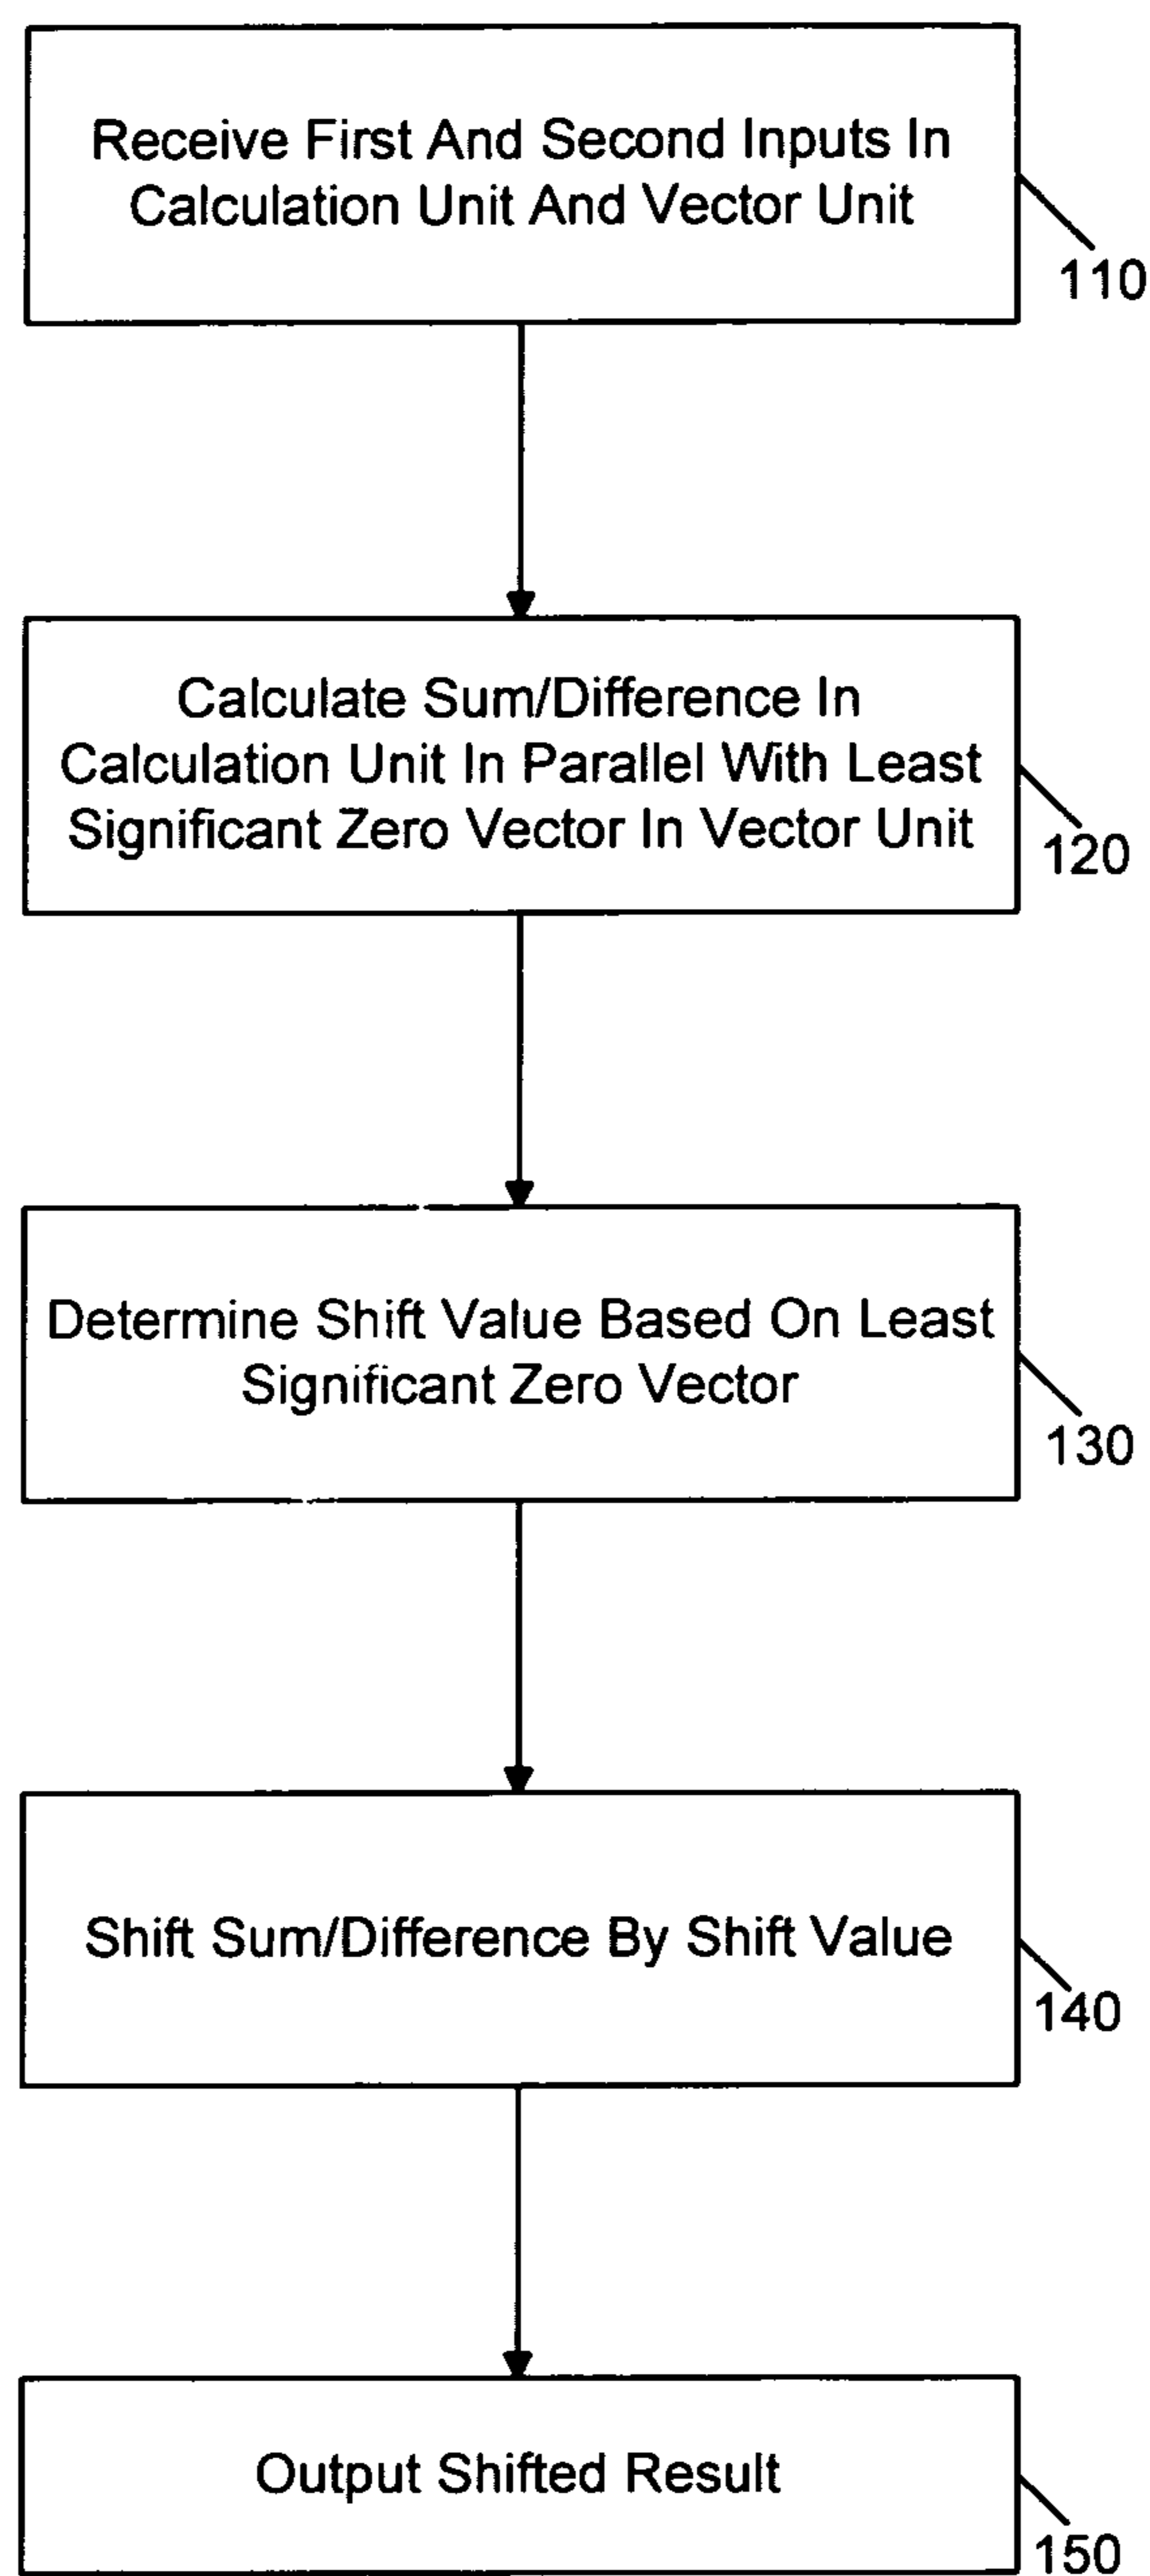 Receive First And Second Inputs In
Calculation Unit And Vector Unit
110
Calculate Sum/Difference In
Calculation Unit In Parallel With Least
Significant Zero Vector In Vector Unit
120
Determine Shift Value Based On Least
Significant Zero Vector
130
Shift Sum/Difference By Shift Value
140
Output Shifted Result
150